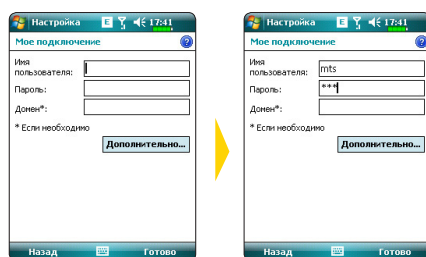 Настройка E 17:41
Мое подключение ?
Имя
пользователя:
Пароль:
Домен*:
* Если необходимо
Дополнительно...
Назад Готово
Настройка E 17:41
Мое подключение ?
Имя
пользователя: mts
Пароль: ***
Домен*:
* Если необходимо
Дополнительно...
Назад Готово